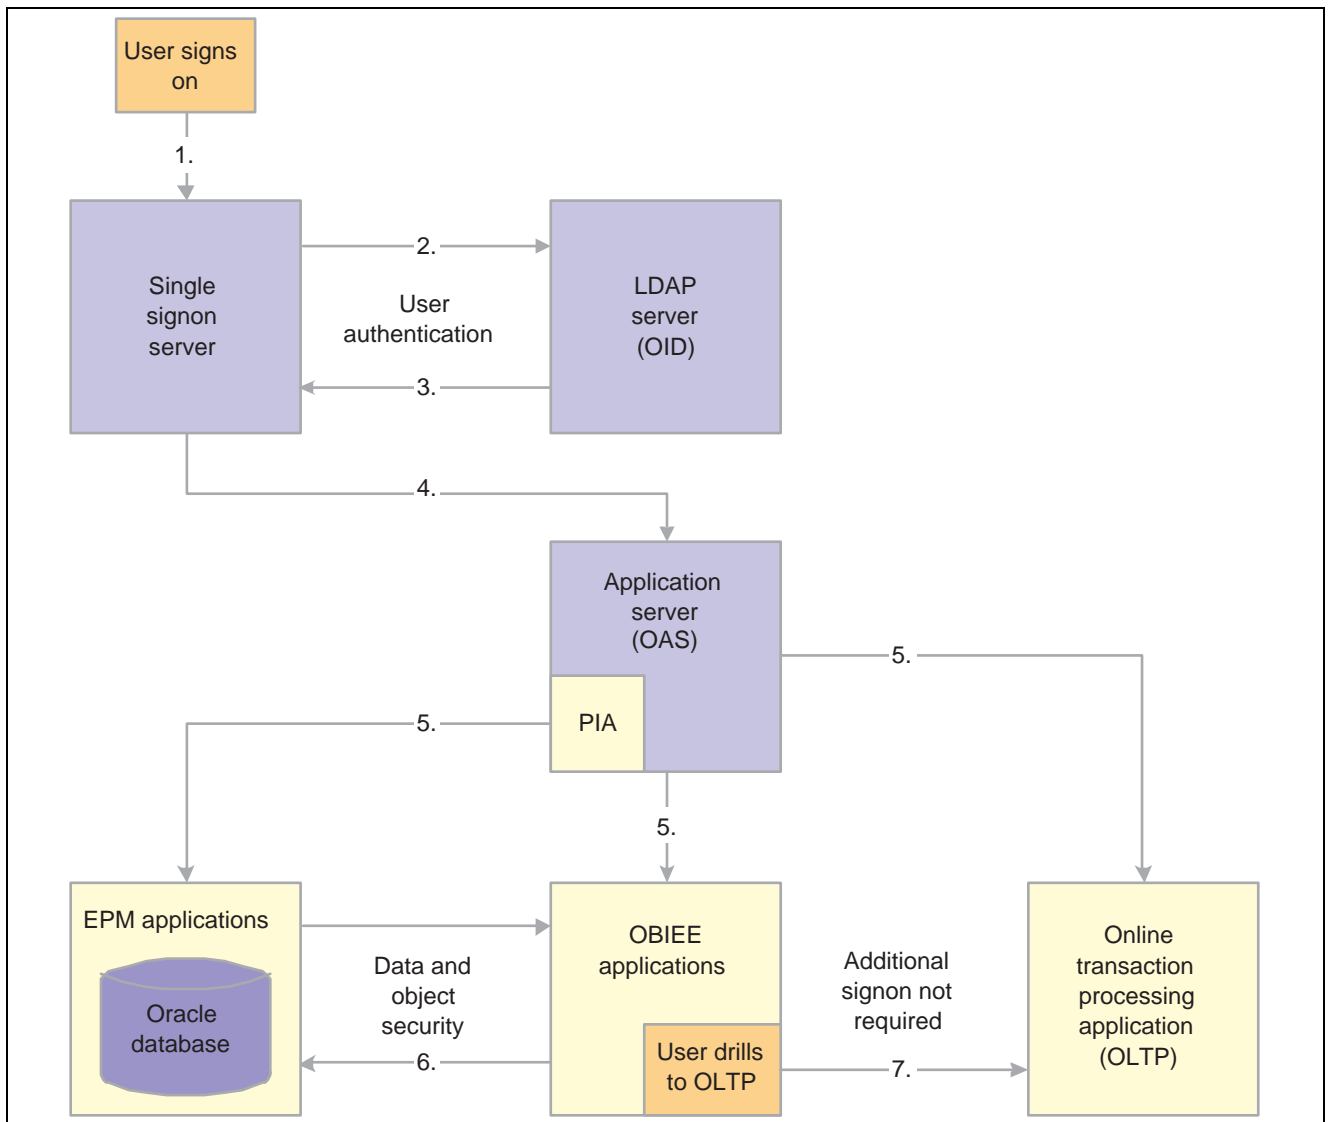 User signs
on
1.
2.
Single
signon
server
User
authentication
LDAP
server
(OID)
3.
4.
Application
server
(OAS)
5.
PIA
5.
5.
EPM applications
Oracle
database
Data and
object
security
6.
OBIEE
applications
User drills
to OLTP
Additional
signon not
required
7.
Online
transaction
processing
application
(OLTP)